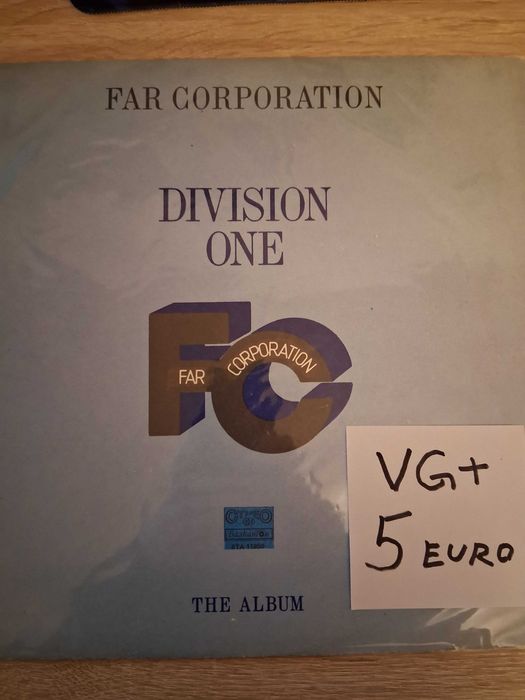 FAR CORPORATION
DIVISION
ONE
FAR CORPORATION
THE ALBUM
VG+
5 EURO